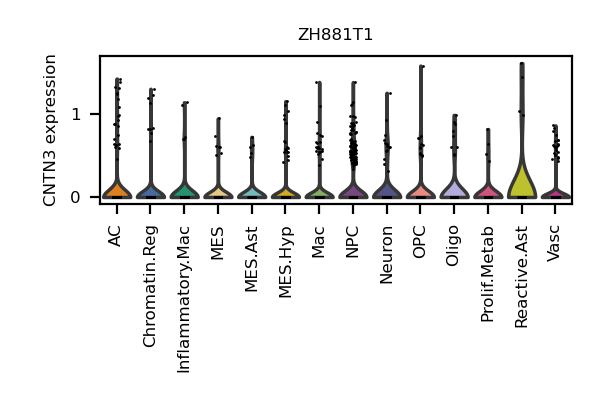 ZH881T1
CNTN3 expression
1
0
AC
Chromatin.Reg
Inflammatory.Mac
MES
MES.Ast
MES.Hyp
Mac
NPC
Neuron
OPC
Oligo
Prolif.Metab
Reactive.Ast
Vasc